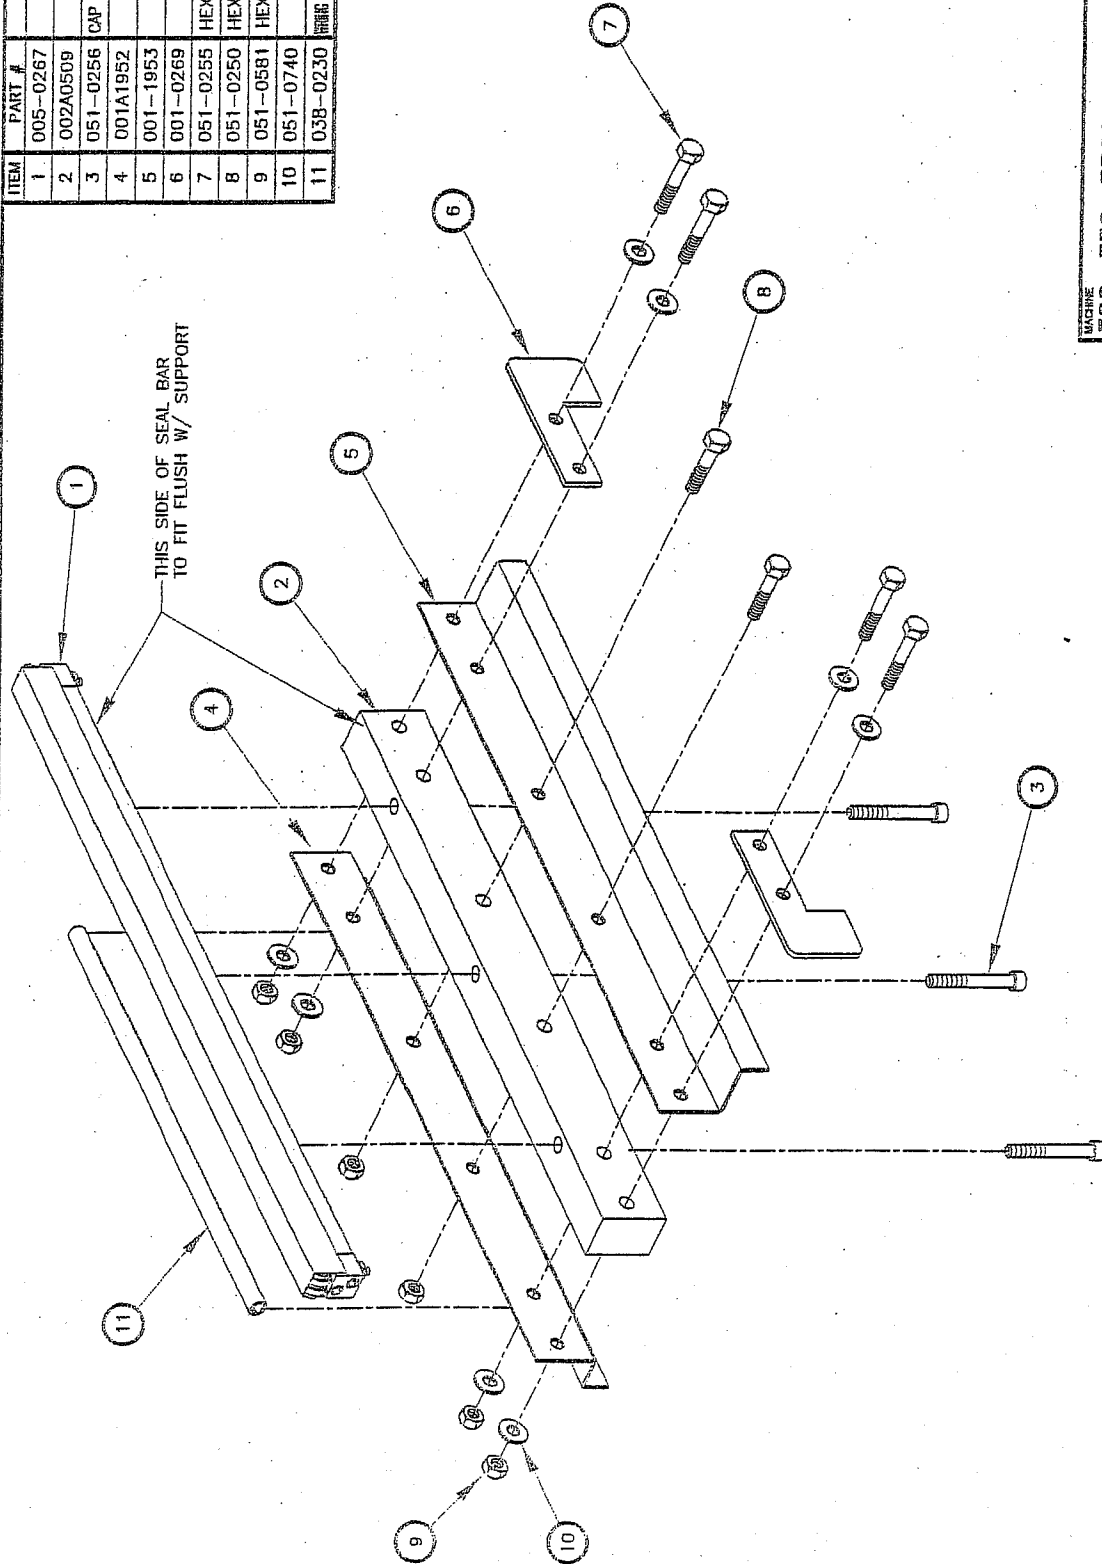 ITEM PART #
1 005-0267
2 002A0509
3 051-0256 CAP
4 001A1952
5 001-1953
6 001-0269
7 051-0255 HEX
8 051-0250 HEX
9 051-0581 HEX
10 051-0740
11 03B-0230
THIS SIDE OF SEAL BAR
TO FIT FLUSH W/ SUPPORT
1
2
3
4
5
6
7
8
9
10
11
MACHINE